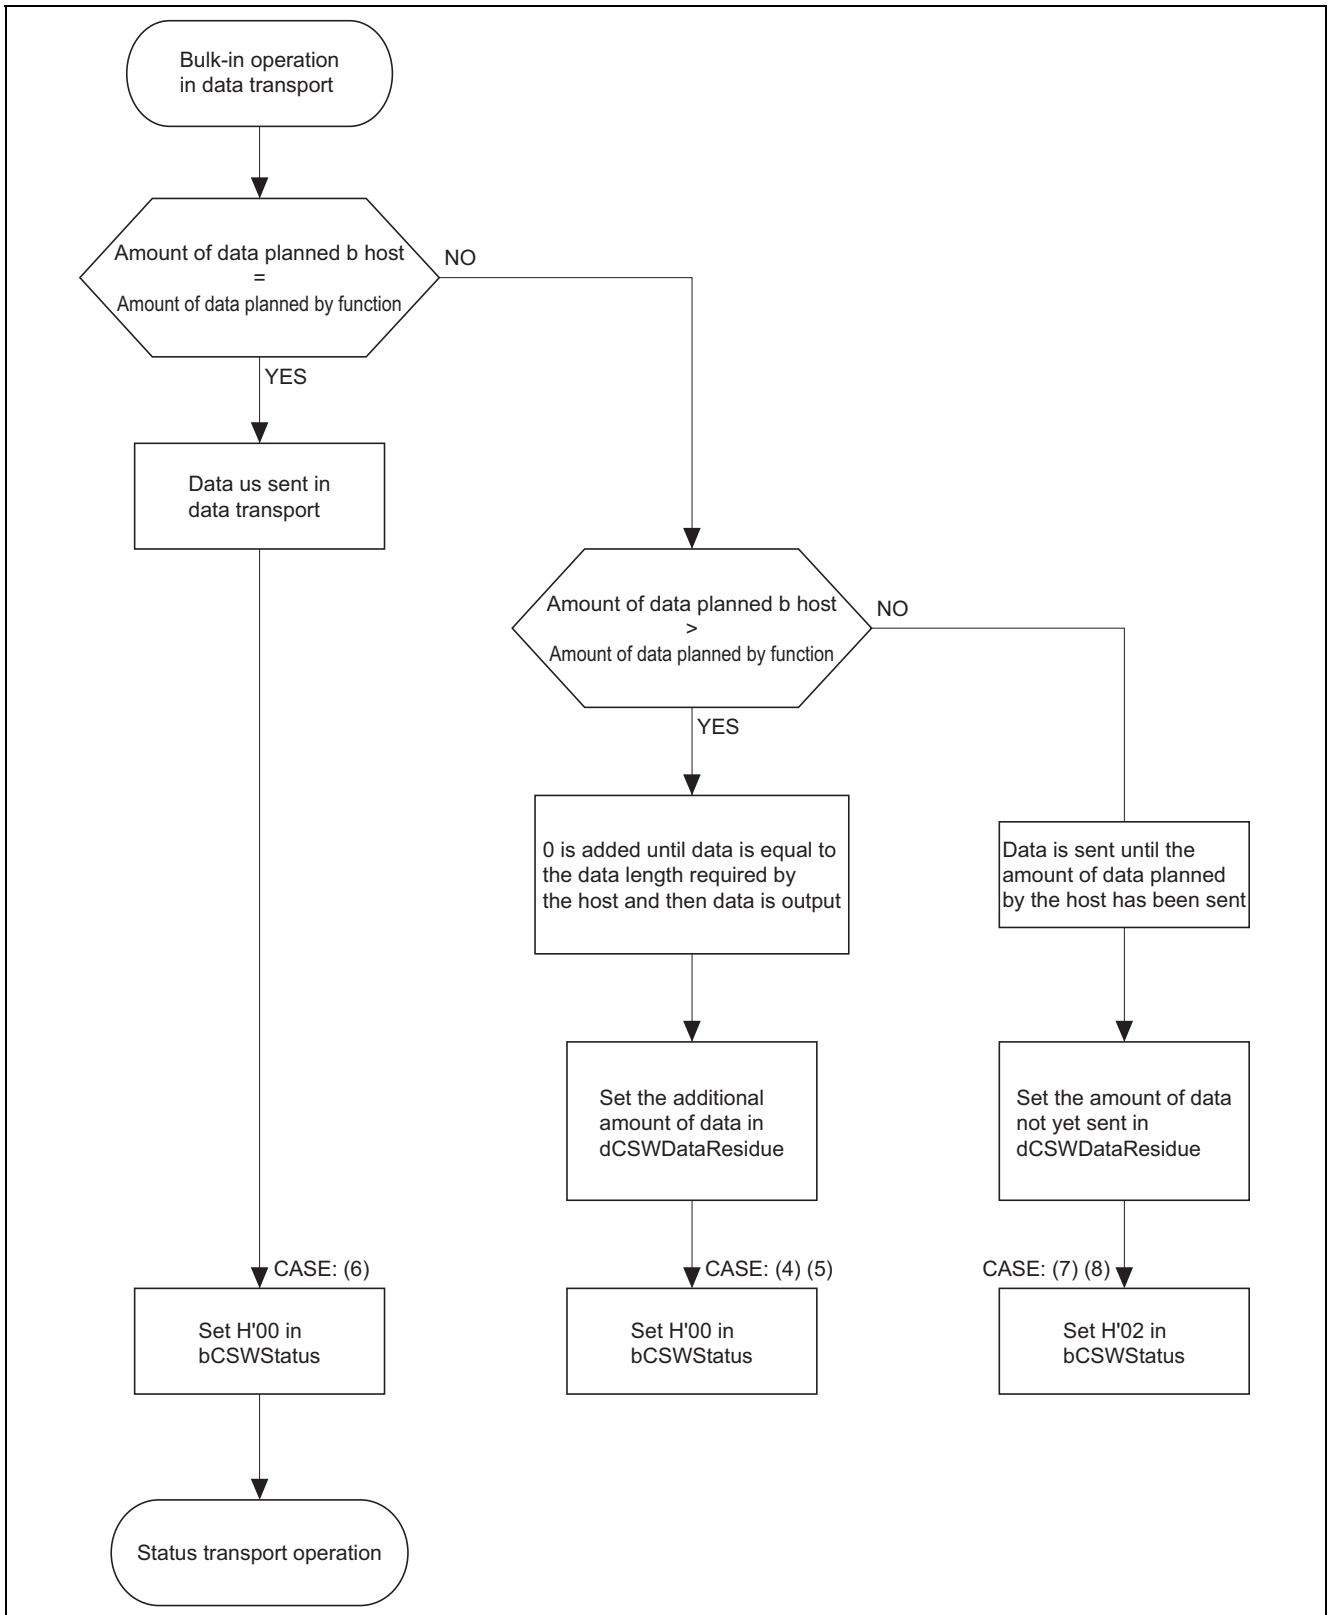 Bulk-in operation
in data transport
Amount of data planned b host
=
Amount of data planned by function
NO
YES
Data us sent in
data transport
Amount of data planned b host
>
Amount of data planned by function
NO
YES
0 is added until data is equal to
the data length required by
the host and then data is output
Data is sent until the
amount of data planned
by the host has been sent
Set the additional
amount of data in
dCSWDataResidue
Set the amount of data
not yet sent in
dCSWDataResidue
CASE: (6)
CASE: (4) (5)
CASE: (7) (8)
Set H'00 in
bCSWStatus
Set H'00 in
bCSWStatus
Set H'02 in
bCSWStatus
Status transport operation